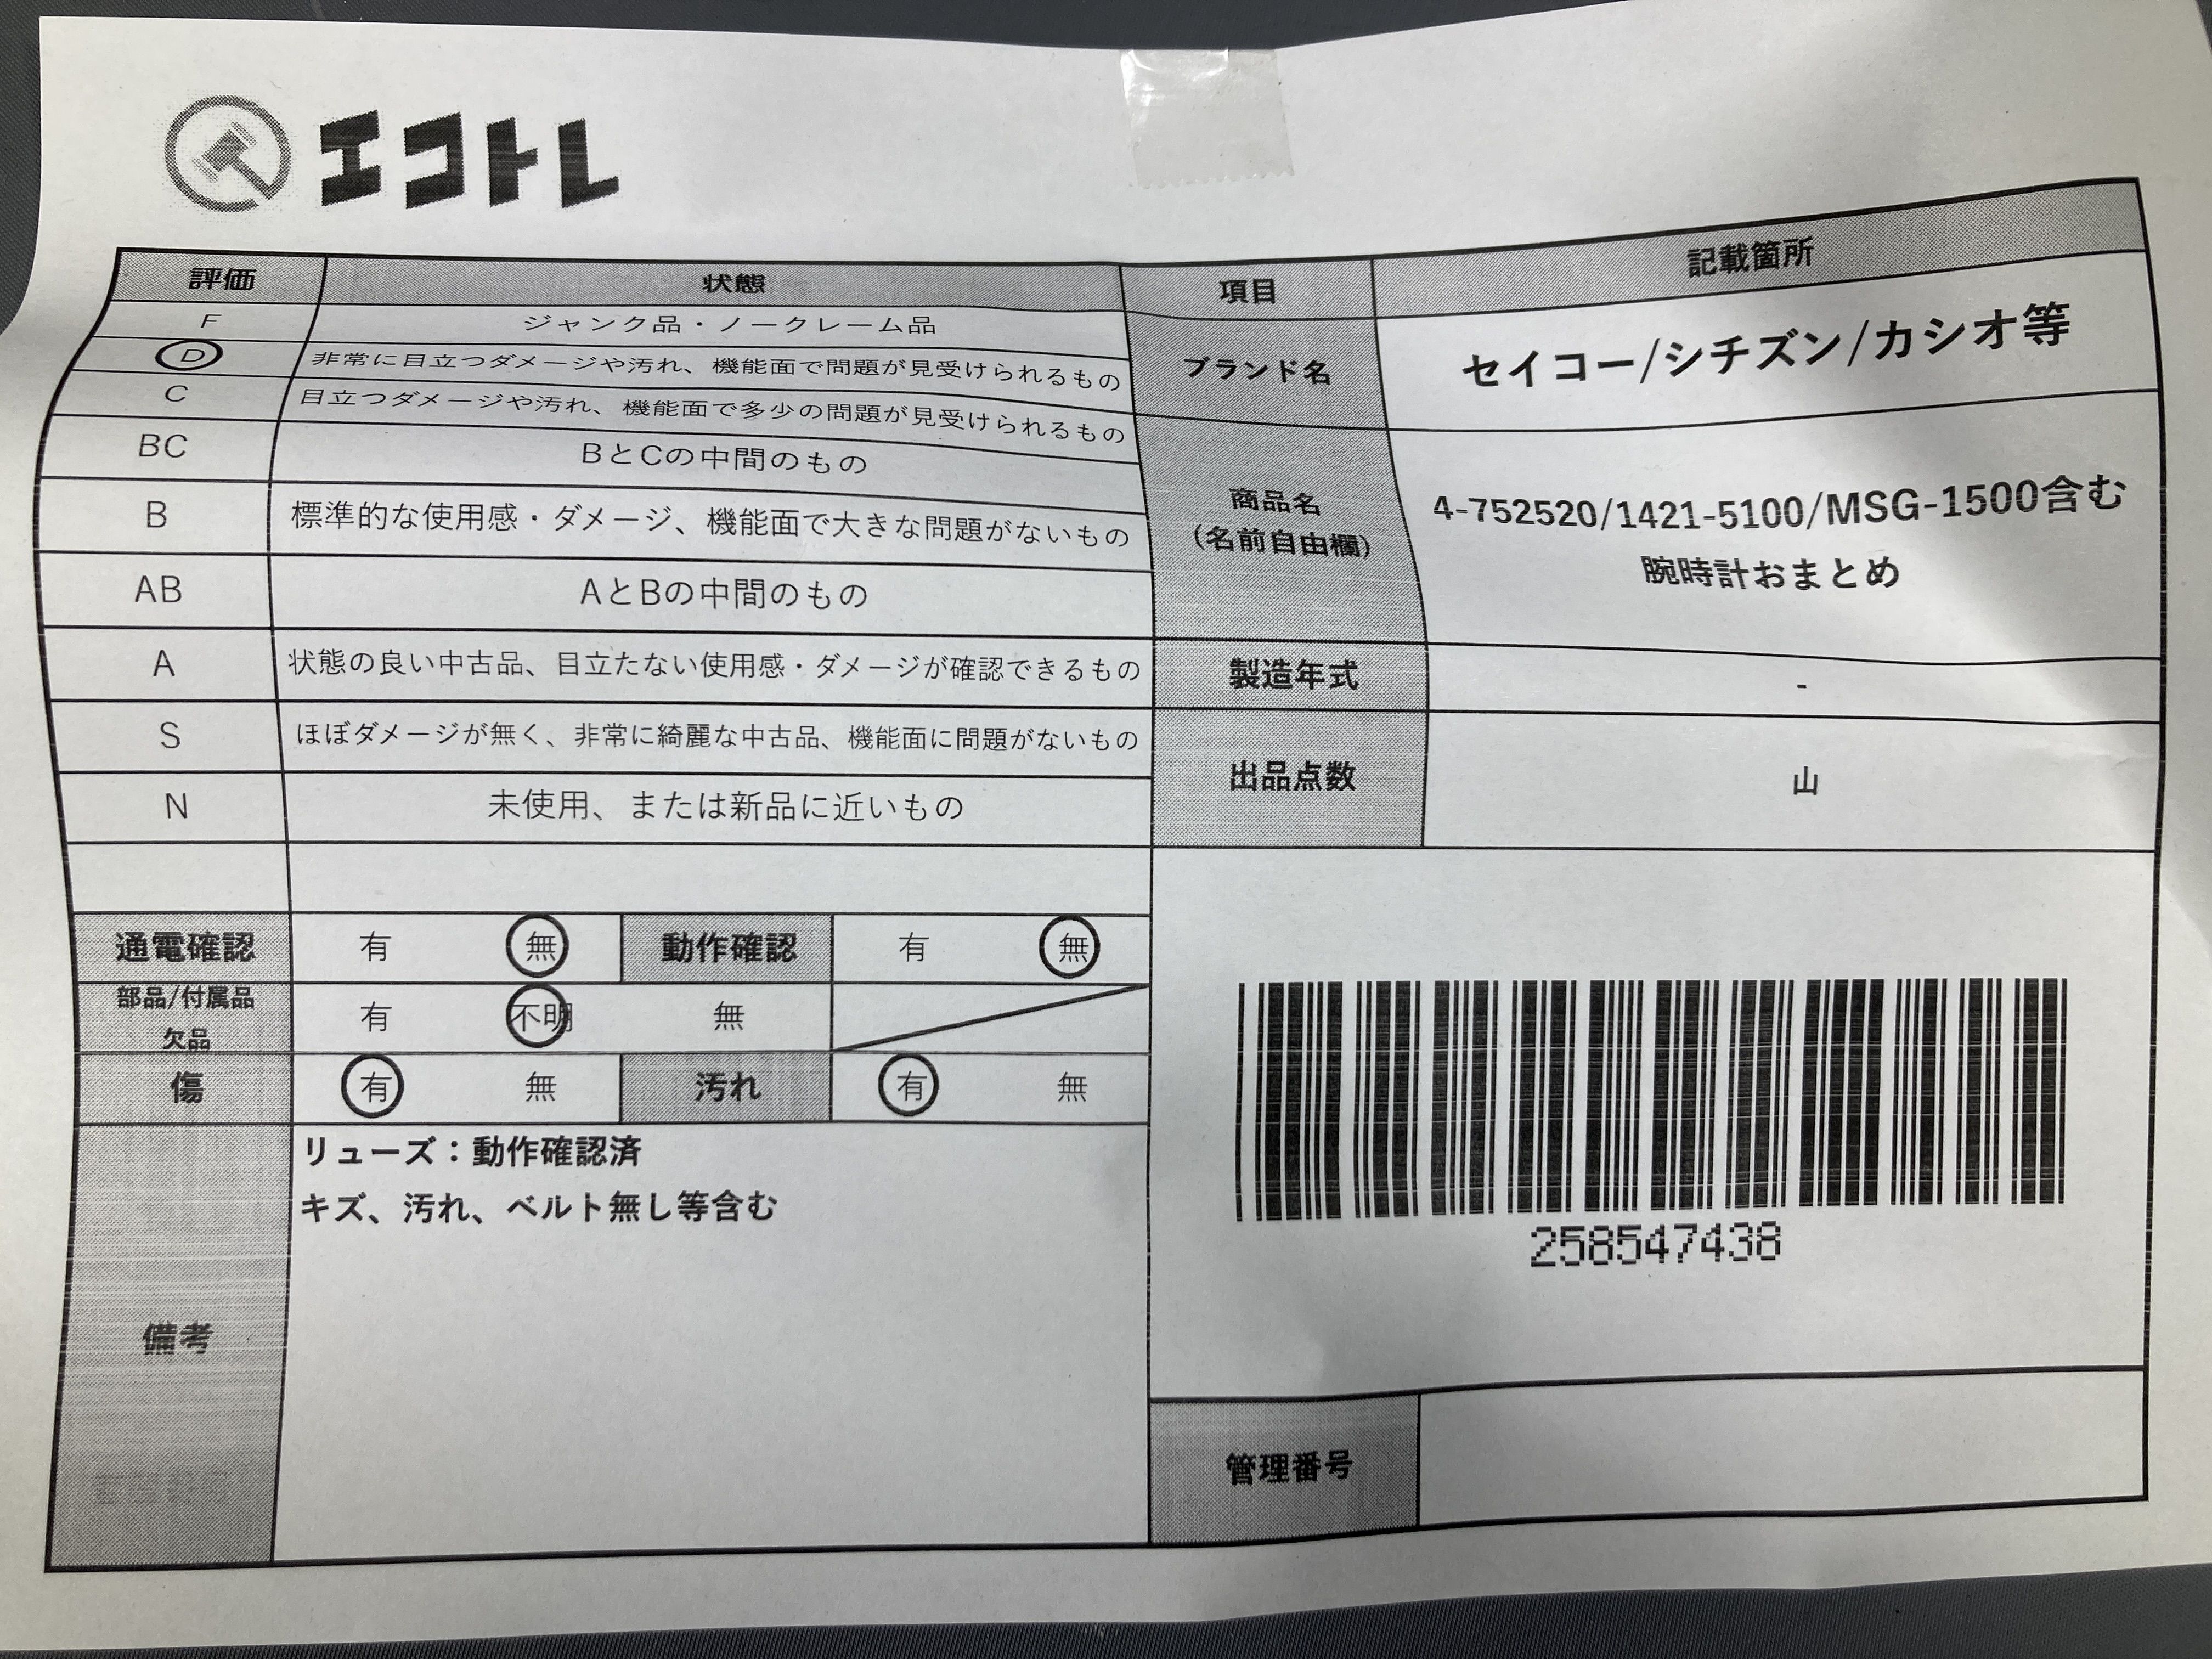 エコトレ
評価 状態
F ジャンク品・ノークレーム品
D 非常に目立つダメージや汚れ、機能面で問題が見受けられるもの
C 目立つダメージや汚れ、機能面で多少の問題が見受けられるもの
BC BとCの中間のもの
B 標準的な使用感・ダメージ、機能面で大きな問題がないもの
AB AとBの中間のもの
A 状態の良い中古品、目立たない使用感・ダメージが確認できるもの
S ほぼダメージが無く、非常に綺麗な中古品、機能面に問題がないもの
N 未使用、または新品に近いもの
通電確認 有 無 動作確認 有 無
部品/付属品
欠品 有 不明 無
傷 有 無 汚れ 有 無
備考
リューズ：動作確認済
キズ、汚れ、ベルト無し等含む
項目 記載箇所
ブランド名 セイコー/シチズン/カシオ等
商品名
（名前自由欄）
4-752520/1421-5100/MSG-1500含む
腕時計おまとめ
製造年式 -
出品点数 山
258547438
管理番号